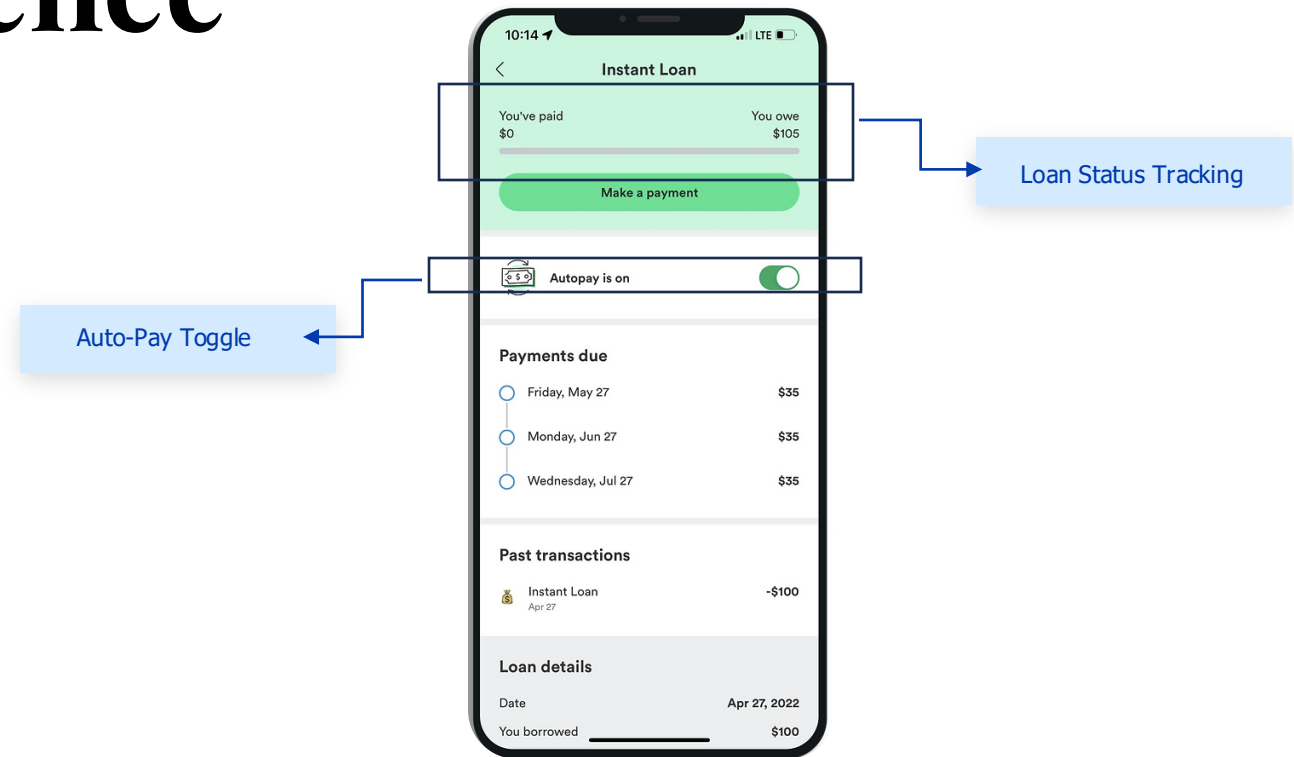 10:14
LTE
Instant Loan
You've paid You owe
$0 $105
Make a payment
Loan Status Tracking
Autopay is on
Auto-Pay Toggle
Payments due
Friday, May 27 $35
Monday, Jun 27 $35
Wednesday, Jul 27 $35
Past transactions
Instant Loan -$100
Apr 27
Loan details
Date Apr 27, 2022
You borrowed $100